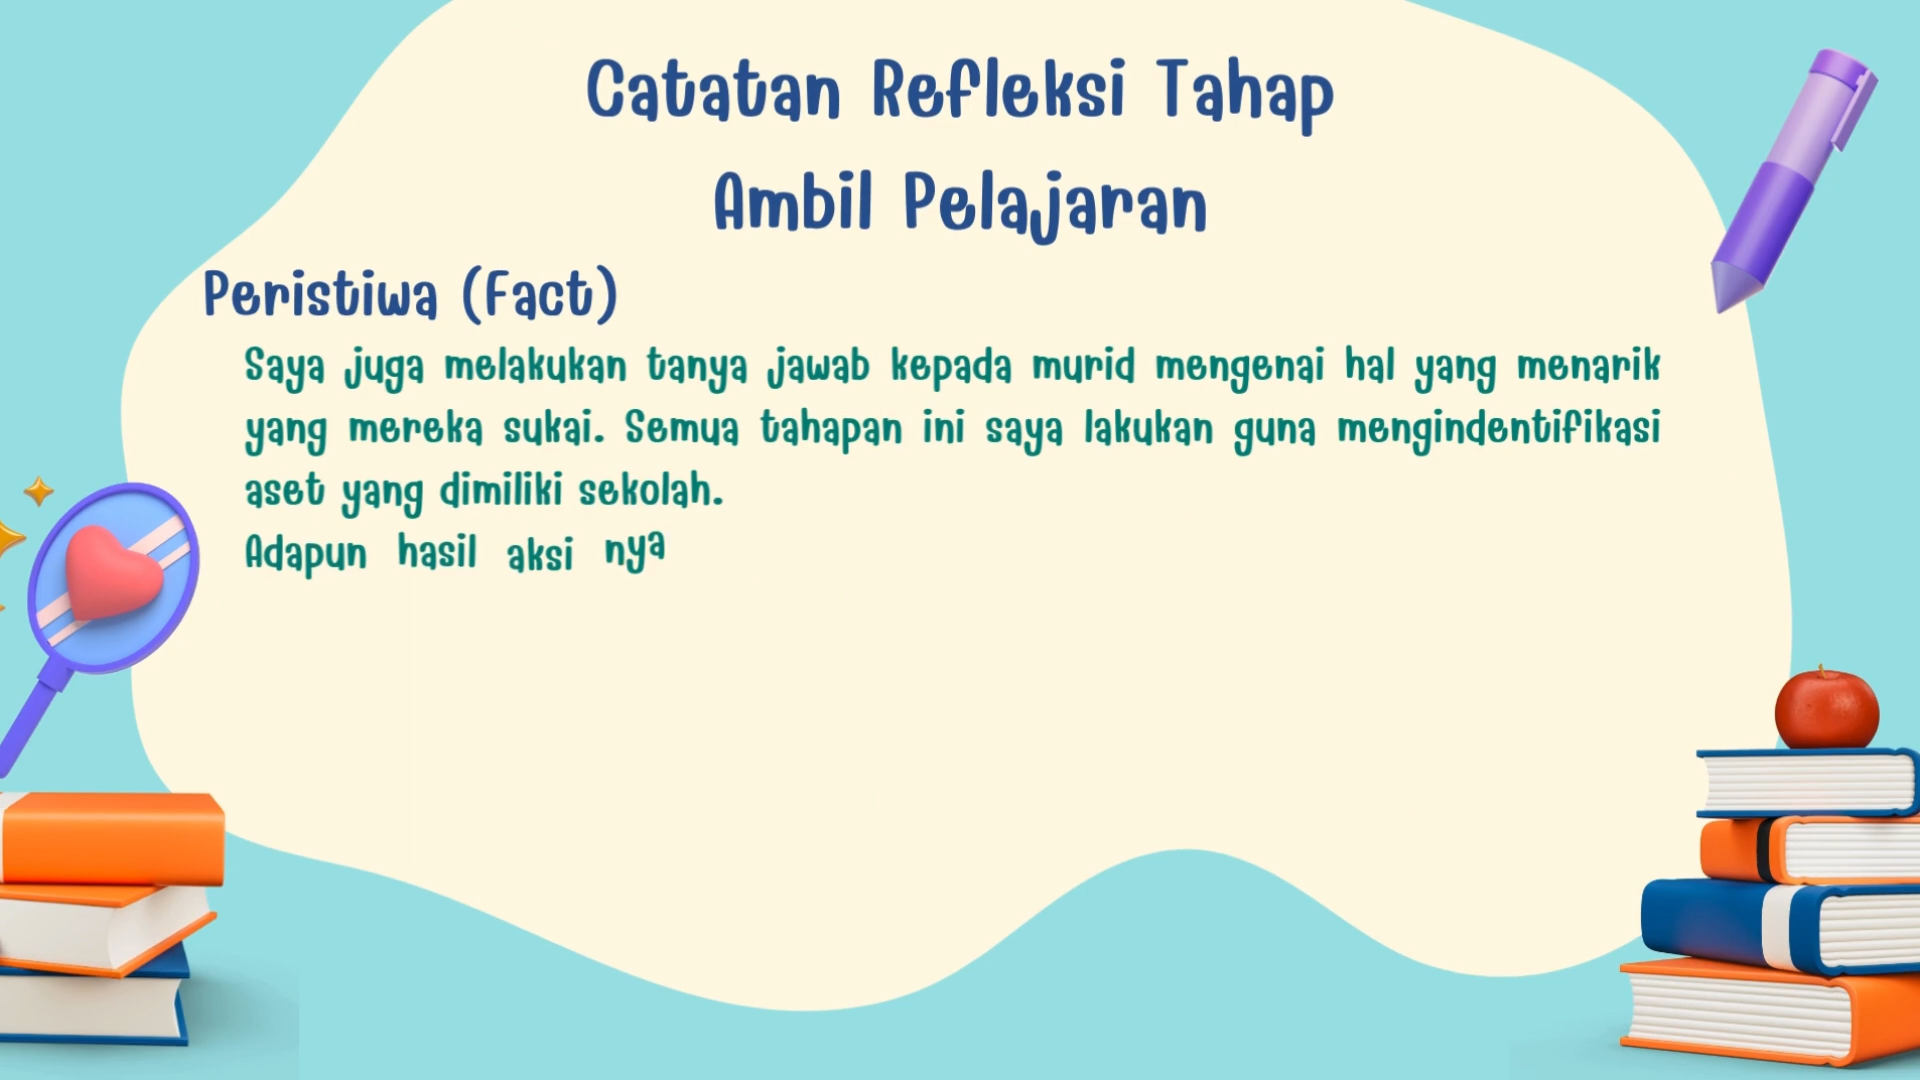 Catatan Refleksi Tahap
Ambil Pelajaran
Peristiwa (Fact)
Saya juga melakukan tanya jawab kepada murid mengenai hal yang menarik
yang mereka sukai. Semua tahapan ini saya lakukan guna mengindentifikasi
aset yang dimiliki sekolah.
Adapun hasil aksi nya